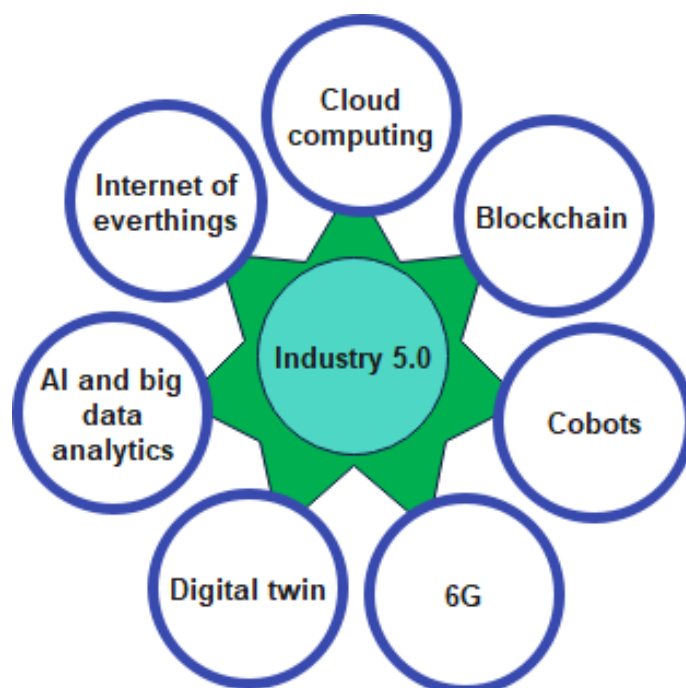 Cloud
computing
Internet of
everthings
Blockchain
Industry 5.0
AI and big
data
analytics
Cobots
Digital twin
6G